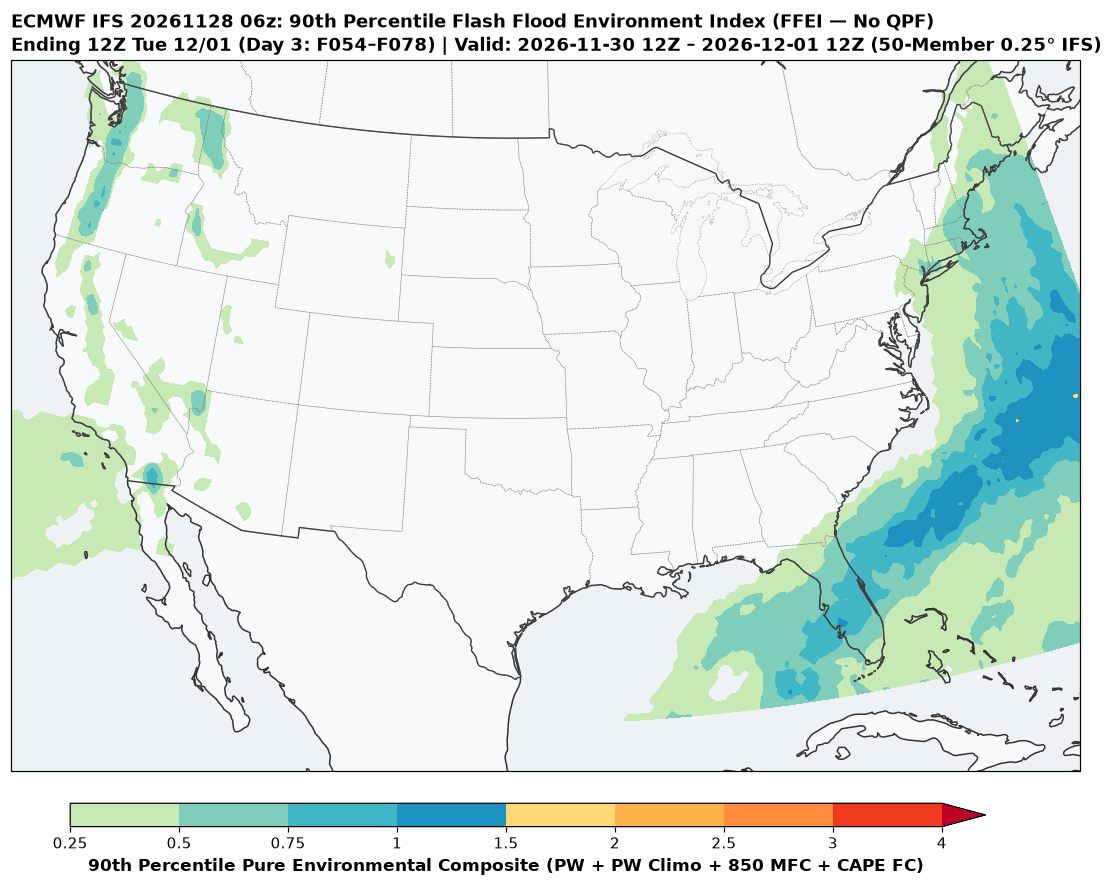 ECMWF IFS 20261128 06z: 90th Percentile Flash Flood Environment Index (FFEI — No QPF)
Ending 12Z Tue 12/01 (Day 3: F054–F078) | Valid: 2026-11-30 12Z – 2026-12-01 12Z (50-Member 0.25° IFS)
0.25 0.5 0.75 1 1.5 2 2.5 3 4
90th Percentile Pure Environmental Composite (PW + PW Climo + 850 MFC + CAPE FC)